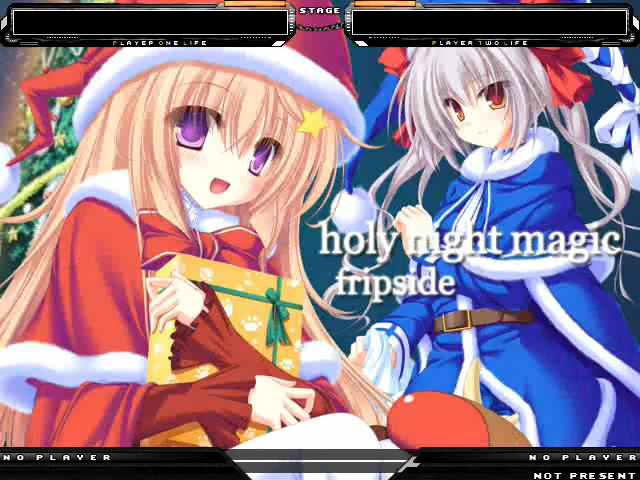 STAGE
PLAYER ONE LIFE
PLAYER TWO LIFE
holy night magic
fripside
NO PLAYER
NO PLAYER
NOT PRESENT